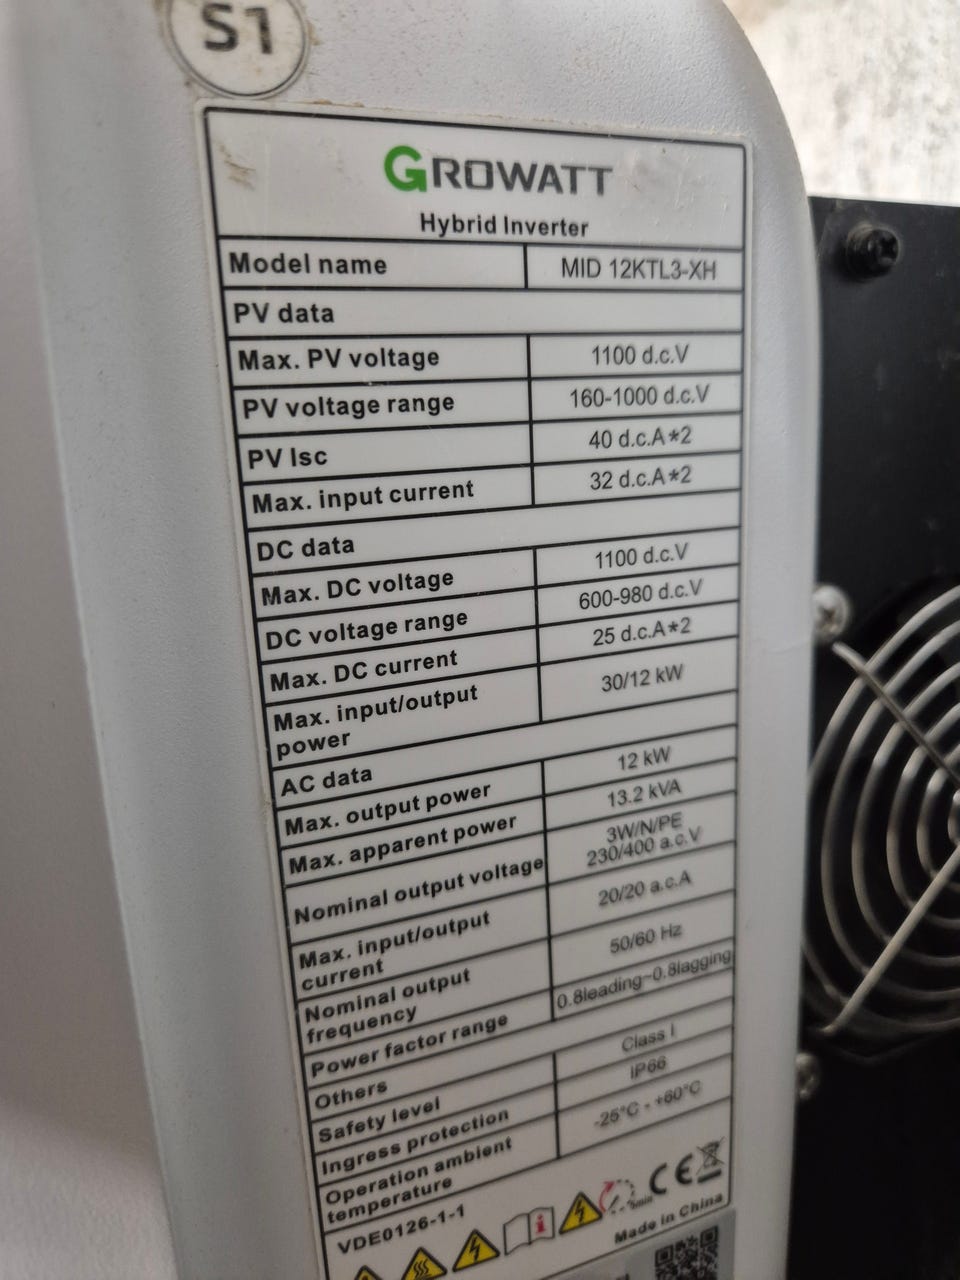 S1
GROWATT
Hybrid Inverter
Model name MID 12KTL3-XH
PV data
Max. PV voltage 1100 d.c.V
PV voltage range 160-1000 d.c.V
PV Isc 40 d.c.A*2
Max. input current 32 d.c.A*2
DC data
Max. DC voltage 1100 d.c.V
DC voltage range 600-980 d.c.V
Max. DC current 25 d.c.A*2
Max. input/output
power 30/12 kW
AC data
Max. output power 12 kW
Max. apparent power 13.2 kVA
Nominal output voltage 3W/N/PE
230/400 a.c.V
Max. input/output
current 20/20 a.c.A
Nominal output
frequency 50/60 Hz
Power factor range 0.8leading~0.8lagging
Others
Safety level Class I
Ingress protection IP66
Operation ambient
temperature -25°C - +60°C
VDE0126-1-1
CE
Made in China